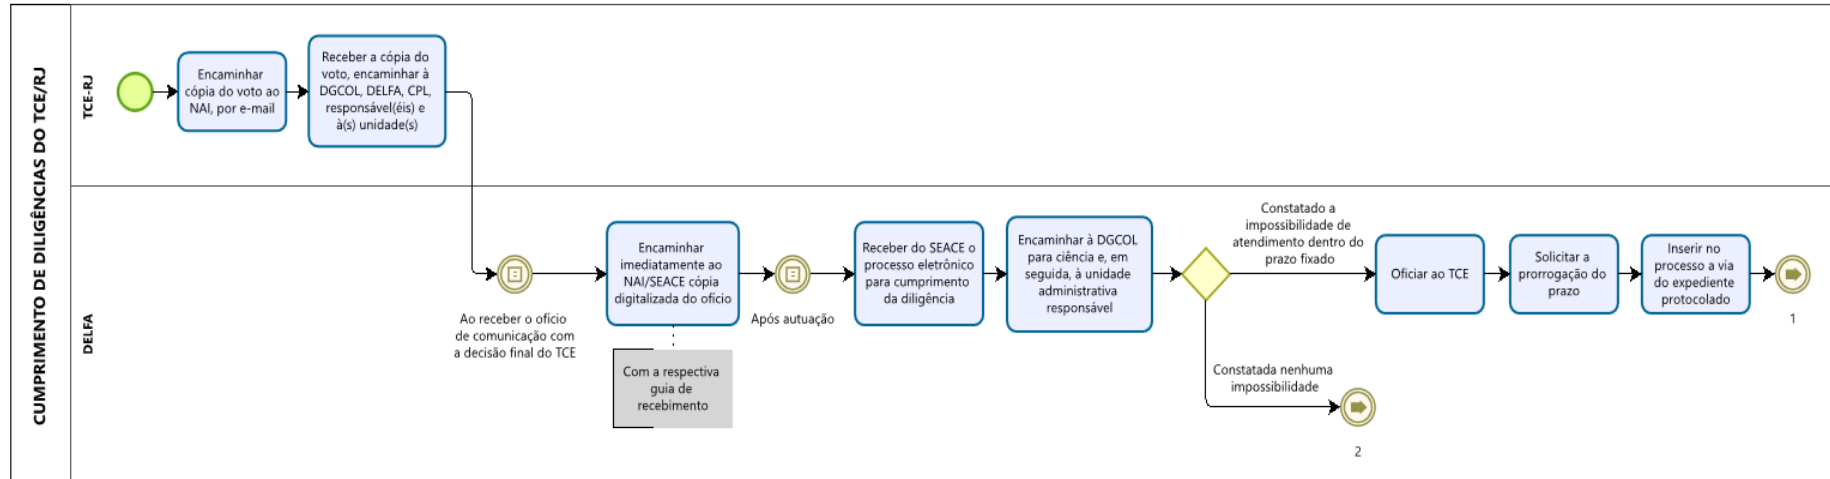 CUMPRIMENTO DE DILIGÊNCIAS DO TCE/RJ
TCE-RJ
Encaminhar
cópia do voto ao
NAI, por e-mail
Receber a cópia do
voto, encaminhar à
DGCOL, DELFA, CPL,
responsável(éis) e
à(s) unidade(s)
DELFA
Ao receber o ofício
de comunicação com
a decisão final do TCE
Encaminhar
imediatamente ao
NAI/SEACE cópia
digitalizada do ofício
Com a respectiva
guia de
recebimento
Após autuação
Receber do SEACE o
processo eletrônico
para cumprimento
da diligência
Encaminhar à DGCOL
para ciência e, em
seguida, à unidade
administrativa
responsável
Constatado a
impossibilidade de
atendimento dentro do
prazo fixado
Constatada nenhuma
impossibilidade
2
Oficiar ao TCE
Solicitar a
prorrogação do
prazo
Inserir no
processo a via
do expediente
protocolado
1